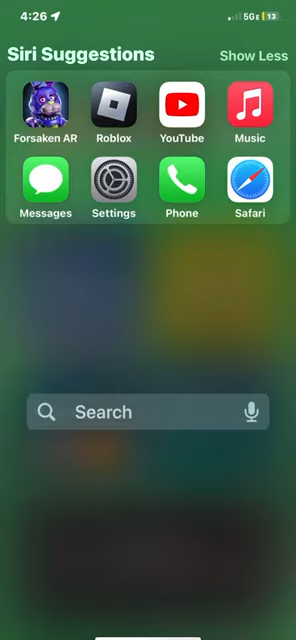 4:26
5GE 13
Siri Suggestions
Show Less
Forsaken AR
Roblox
YouTube
Music
Messages
Settings
Phone
Safari
Search